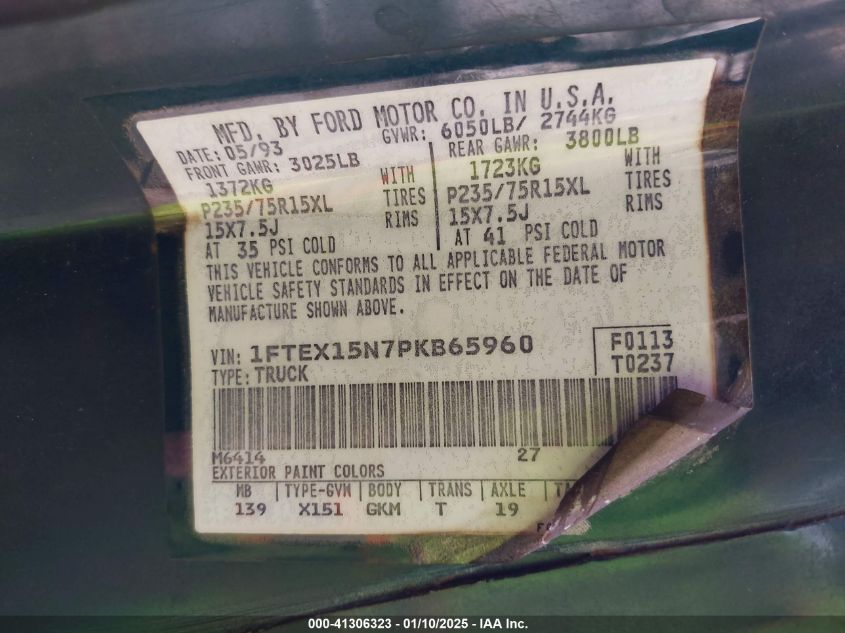 MFD. BY FORD MOTOR CO. IN U.S.A.
DATE: 05/93 GVWR: 6050LB/ 2744KG
FRONT GAWR: 3025LB REAR GAWR: 3800LB
1372KG WITH 1723KG WITH
P235/75R15XL TIRES P235/75R15XL TIRES
15X7.5J RIMS 15X7.5J RIMS
AT 35 PSI COLD AT 41 PSI COLD
THIS VEHICLE CONFORMS TO ALL APPLICABLE FEDERAL MOTOR
VEHICLE SAFETY STANDARDS IN EFFECT ON THE DATE OF
MANUFACTURE SHOWN ABOVE.
VIN: 1FTEX15N7PKB65960 F0113
TYPE: TRUCK T0237
M6414 27
EXTERIOR PAINT COLORS
MB TYPE-GVW BODY TRANS AXLE
139 X151 GKM T 19
000-41306323 - 01/10/2025 - IAA Inc.